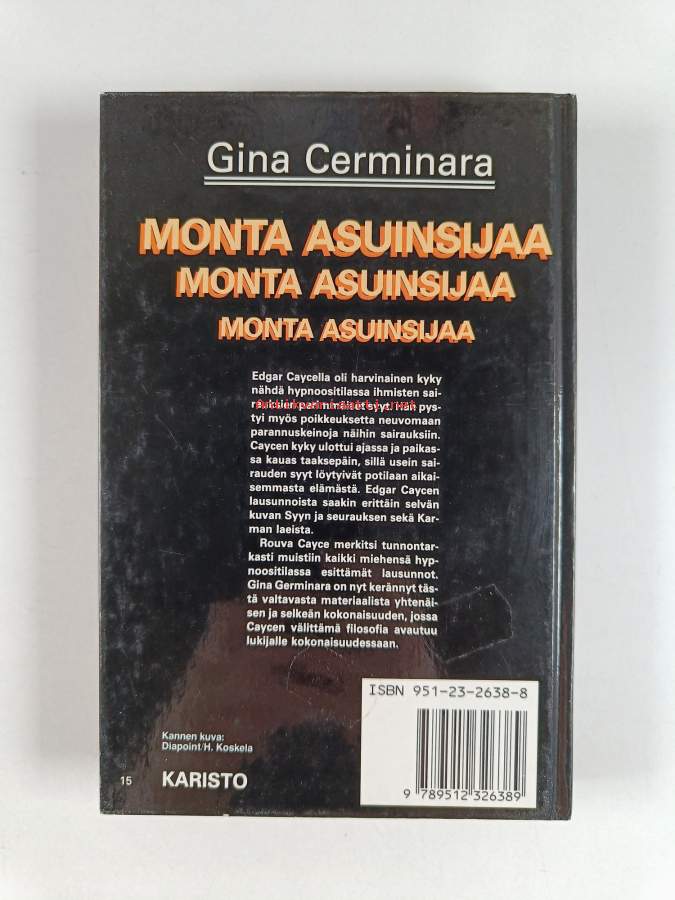 Gina Cerminara
MONTA ASUINSIJAA
MONTA ASUINSIJAA
MONTA ASUINSIJAA
Edgar Caycella oli harvinainen kyky
nähdä hypnoositilassa ihmisten sai-
rauksien perimmäiset syyt. Hän pys-
tyi myös poikkeuksetta neuvomaan
parannuskeinoja näihin sairauksiin.
Caycen kyky ulottui ajassa ja paikas-
sa kauas taaksepäin, sillä usein sai-
rauden syyt löytyivät potilaan aikai-
semmasta elämästä. Edgar Caycen
lausunnoista saakin erittäin selvän
kuvan Syyn ja seurauksen sekä Kar-
man laeista.
Rouva Cayce merkitsi tunnontar-
kasti muistiin kaikki miehensä hyp-
noositilassa esittämät lausunnot.
Gina Germinara on nyt kerännyt täs-
tä valtavasta materiaalista yhtenäi-
sen ja selkeän kokonaisuuden, jossa
Caycen välittämä filosofia avautuu
lukijalle kokonaisuudessaan.
ISBN 951-23-2638-8
9 789512 326389
Kannen kuva:
Diapoint/H. Koskela
15 KARISTO